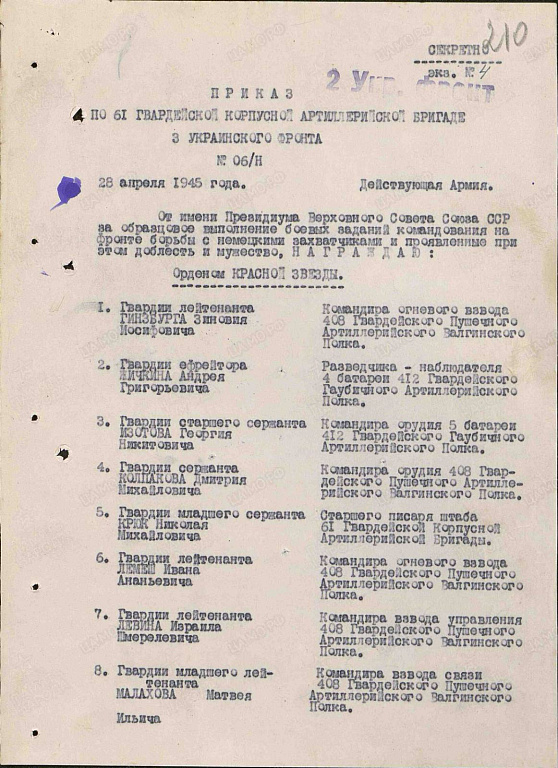 210
СЕКРЕТНО
экз. № 4
2 Укр. фронт
ПРИКАЗ
ПО 61 ГВАРДЕЙСКОЙ КОРПУСНОЙ АРТИЛЛЕРИЙСКОЙ БРИГАДЕ
3 УКРАИНСКОГО ФРОНТА
№ 06/Н
28 апреля 1945 года. Действующая Армия.
От имени Президиума Верховного Совета Союза ССР
за образцовое выполнение боевых заданий командования на
фронте борьбы с немецкими захватчиками и проявленные при
этом доблесть и мужество, НАГРАЖДАЮ:
Орденом КРАСНОЙ ЗВЕЗДЫ.
1. Гвардии лейтенанта Командира огневого взвода
ГИНЗБУРГА Зиновия 408 Гвардейского Пушечного
Иосифовича Артиллерийского Валгинского
Полка.
2. Гвардии ефрейтора Разведчика - наблюдателя
ЖИЧКИНА Андрея 4 батареи 412 Гвардейского
Григорьевича Гаубичного Артиллерийского
Полка.
3. Гвардии старшего сержанта Командира орудия 5 батареи
ИЗОТОВА Георгия 412 Гвардейского Гаубичного
Никитовича Артиллерийского Полка.
4. Гвардии сержанта Командира орудия 408 Гвар-
КОЛПАКОВА Дмитрия дейского Пушечного Артилле-
Михайловича рийского Валгинского Полка.
5. Гвардии младшего сержанта Старшего писаря штаба
КРЮК Николая 61 Гвардейской Корпусной
Михайловича Артиллерийской Бригады.
6. Гвардии лейтенанта Командира огневого взвода
ЛЕМЕЙ Ивана 408 Гвардейского Пушечного
Ананьевича Артиллерийского Валгинского
Полка.
7. Гвардии лейтенанта Командира взвода управления
ЛЕВИНА Израила 408 Гвардейского Пушечного
Шмерелевича Артиллерийского Валгинского
Полка.
8. Гвардии младшего лей- Командира взвода связи
тенанта 408 Гвардейского Пушечного
МАЛАХОВА Матвея Артиллерийского Валгинского
Полка.
Ильича